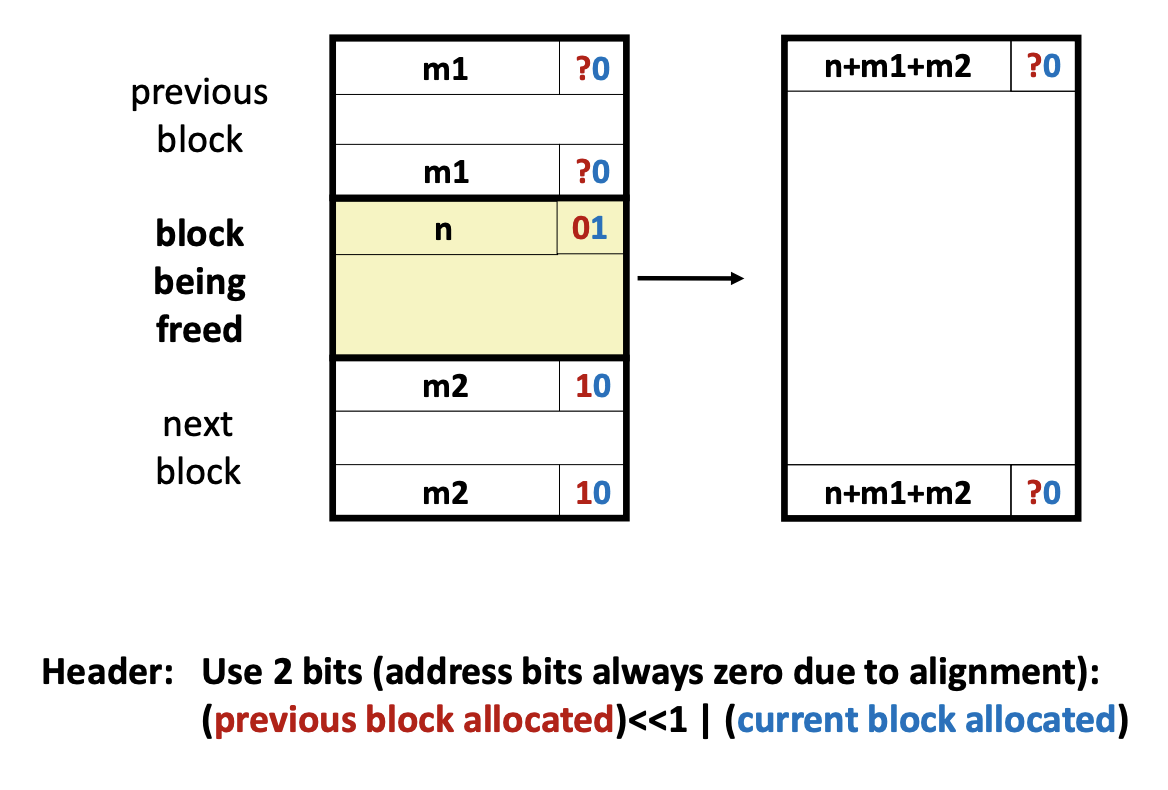 m1 ?0
n+m1+m2 ?0
previous
block
m1 ?0
block
being
freed
n 01
next
block
m2 10
m2 10
n+m1+m2 ?0
Header: Use 2 bits (address bits always zero due to alignment):
(previous block allocated)<<1 | (current block allocated)